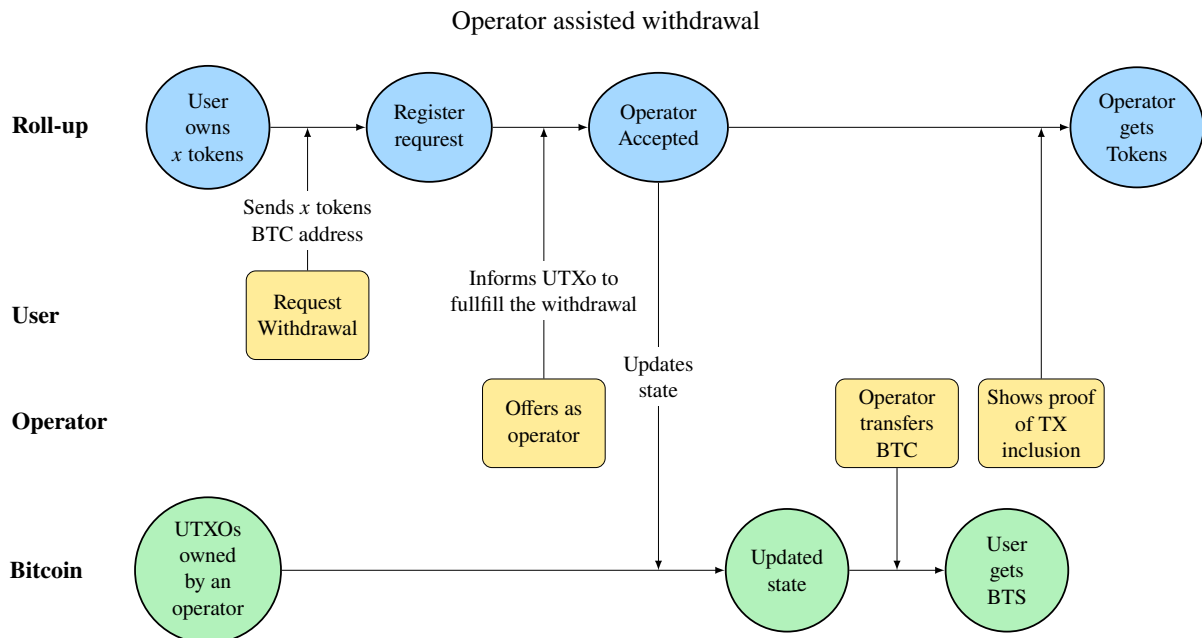 Operator assisted withdrawal
Roll-up
User
owns
x tokens
Register
requrest
Operator
Accepted
Operator
gets
Tokens
Sends x tokens
BTC address
User
Request
Withdrawal
Informs UTXo to
fullfill the withdrawal
Updates
state
Operator
Offers as
operator
Operator
transfers
BTC
Shows proof
of TX
inclusion
Bitcoin
UTXOs
owned
by an
operator
Updated
state
User
gets
BTS